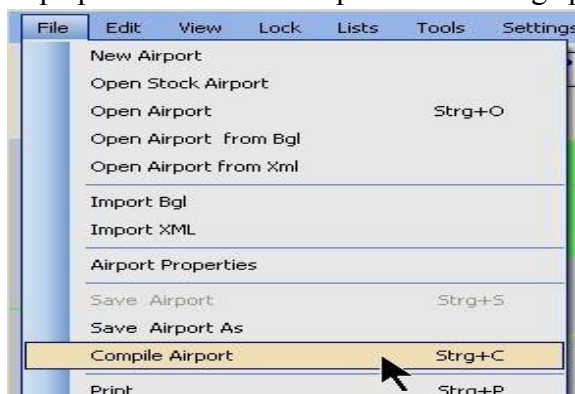 File Edit View Lock Lists Tools Settings
New Airport
Open Stock Airport
Open Airport Strg+O
Open Airport from Bgl
Open Airport from Xml
Import Bgl
Import XML
Airport Properties
Save Airport Strg+S
Save Airport As
Compile Airport Strg+C
Print Strg+P